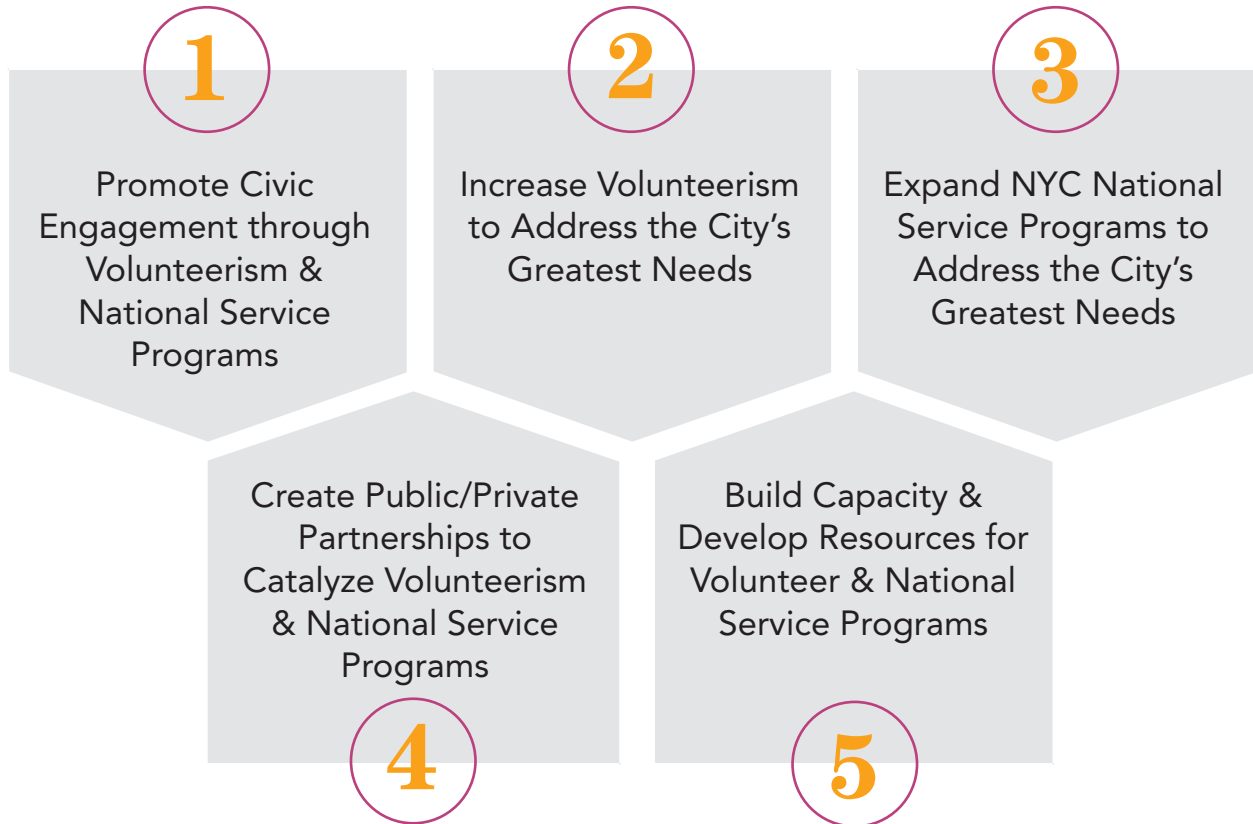 1
Promote Civic
Engagement through
Volunteerism &
National Service
Programs
2
Increase Volunteerism
to Address the City’s
Greatest Needs
3
Expand NYC National
Service Programs to
Address the City’s
Greatest Needs
Create Public/Private
Partnerships to
Catalyze Volunteerism
& National Service
Programs
4
Build Capacity &
Develop Resources for
Volunteer & National
Service Programs
5